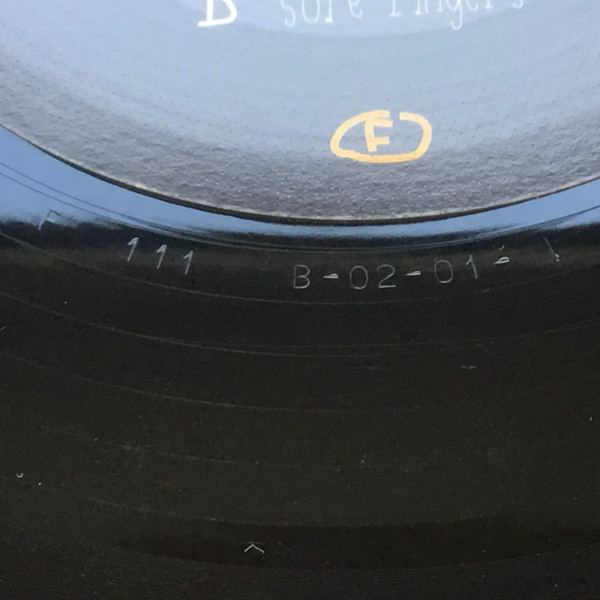 B Sore Fingers
F
111 B-02-01-